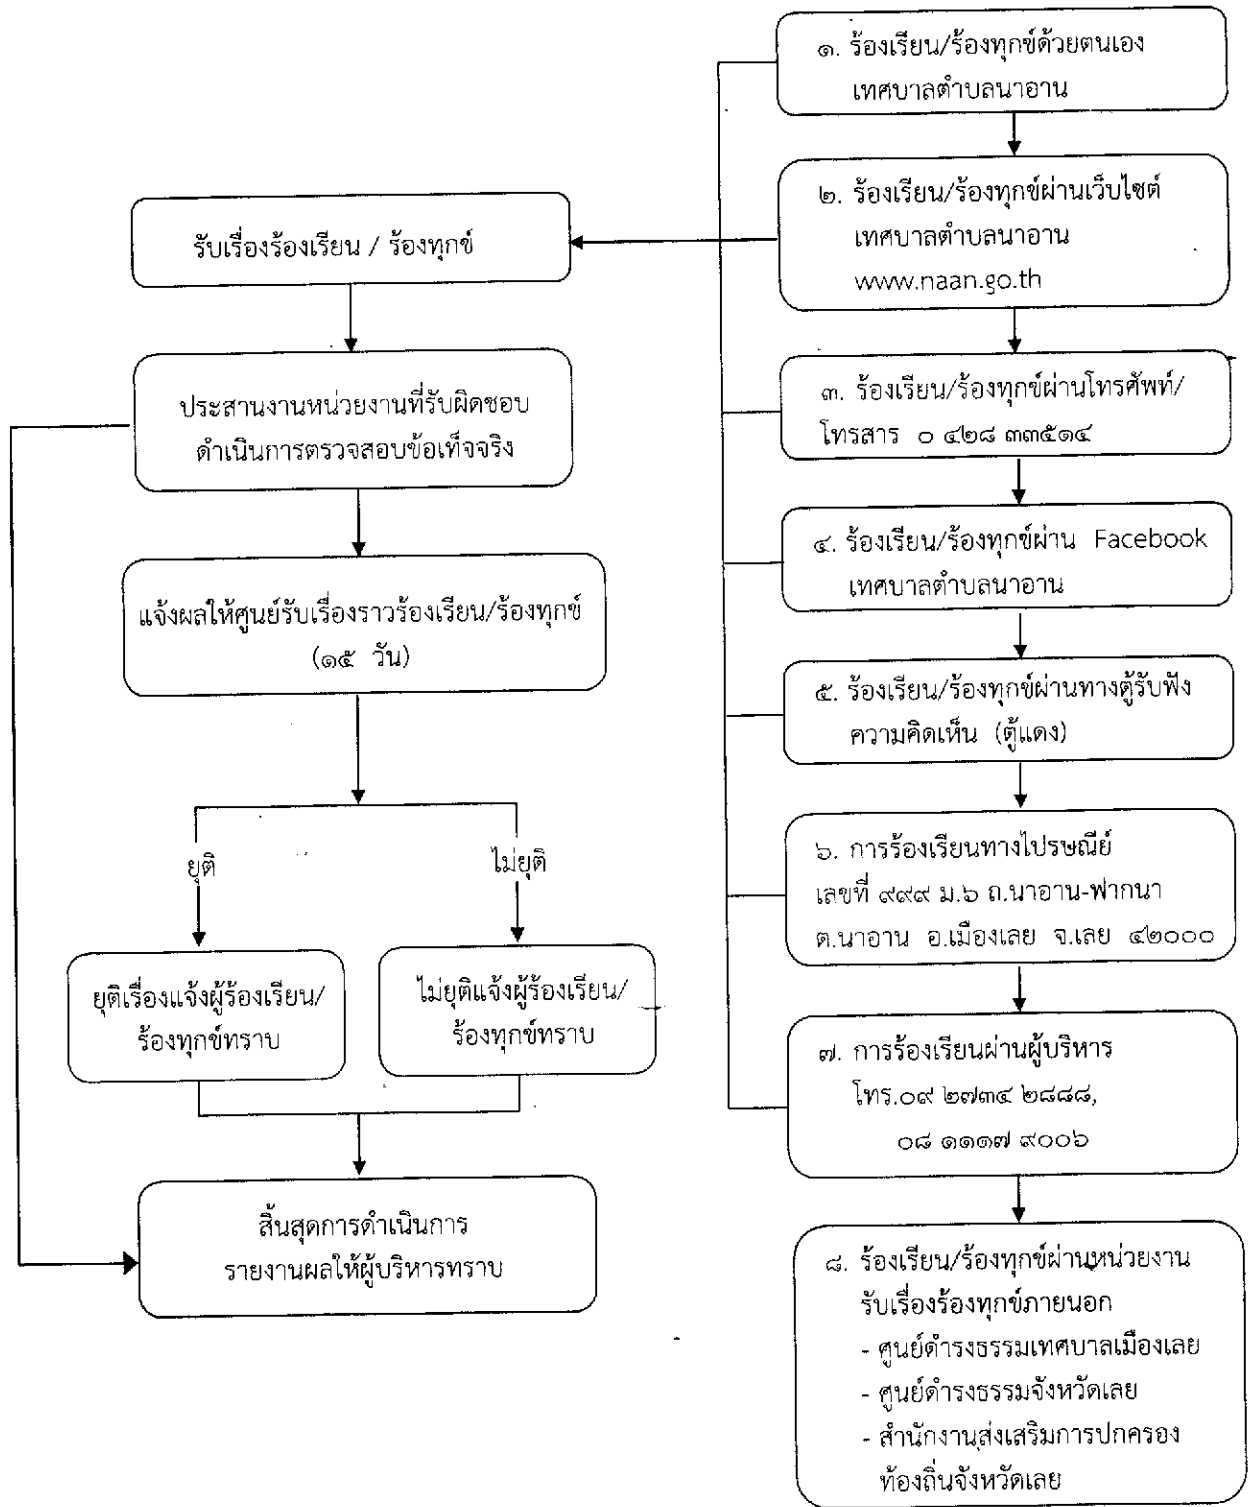 ๑. ร้องเรียน/ร้องทุกข์ด้วยตนเอง
เทศบาลตำบลนาอาน
๒. ร้องเรียน/ร้องทุกข์ผ่านเว็บไซต์
เทศบาลตำบลนาอาน
www.naan.go.th
๓. ร้องเรียน/ร้องทุกข์ผ่านโทรศัพท์/
โทรสาร ๐ ๔๒๘ ๓๓๕๑๔
๔. ร้องเรียน/ร้องทุกข์ผ่าน Facebook
เทศบาลตำบลนาอาน
๕. ร้องเรียน/ร้องทุกข์ผ่านทางตู้รับฟัง
ความคิดเห็น (ตู้แดง)
๖. การร้องเรียนทางไปรษณีย์
เลขที่ ๙๙๙ ม.๖ ถ.นาอาน-ฟากนา
ต.นาอาน อ.เมืองเลย จ.เลย ๔๒๐๐๐
๗. การร้องเรียนผ่านผู้บริหาร
โทร.๐๙ ๒๗๓๔ ๒๘๘๘,
๐๘ ๑๑๑๗ ๙๐๐๖
๘. ร้องเรียน/ร้องทุกข์ผ่านหน่วยงาน
รับเรื่องร้องทุกข์ภายนอก
- ศูนย์ดำรงธรรมเทศบาลเมืองเลย
- ศูนย์ดำรงธรรมจังหวัดเลย
- สำนักงานส่งเสริมการปกครอง
ท้องถิ่นจังหวัดเลย
รับเรื่องร้องเรียน / ร้องทุกข์
ประสานงานหน่วยงานที่รับผิดชอบ
ดำเนินการตรวจสอบข้อเท็จจริง
แจ้งผลให้ศูนย์รับเรื่องราวร้องเรียน/ร้องทุกข์
(๑๕ วัน)
ยุติ
ไม่ยุติ
ยุติเรื่องแจ้งผู้ร้องเรียน/
ร้องทุกข์ทราบ
ไม่ยุติแจ้งผู้ร้องเรียน/
ร้องทุกข์ทราบ
สิ้นสุดการดำเนินการ
รายงานผลให้ผู้บริหารทราบ